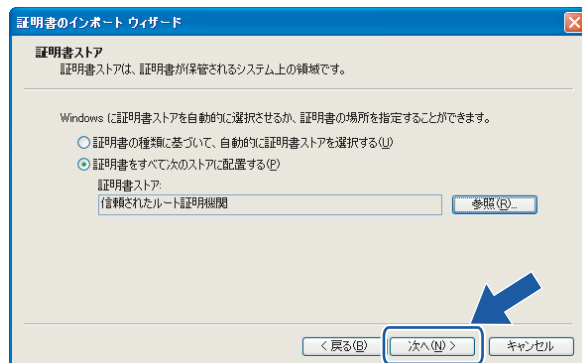 証明書のインポート ウィザード
証明書ストア
証明書ストアは、証明書が保管されるシステム上の領域です。
Windows に証明書ストアを自動的に選択させるか、証明書の場所を指定することができます。
証明書の種類に基づいて、自動的に証明書ストアを選択する(U)
証明書をすべて次のストアに配置する(P)
証明書ストア:
信頼されたルート証明機関
参照(R)...
< 戻る(B)
次へ(N) >
キャンセル